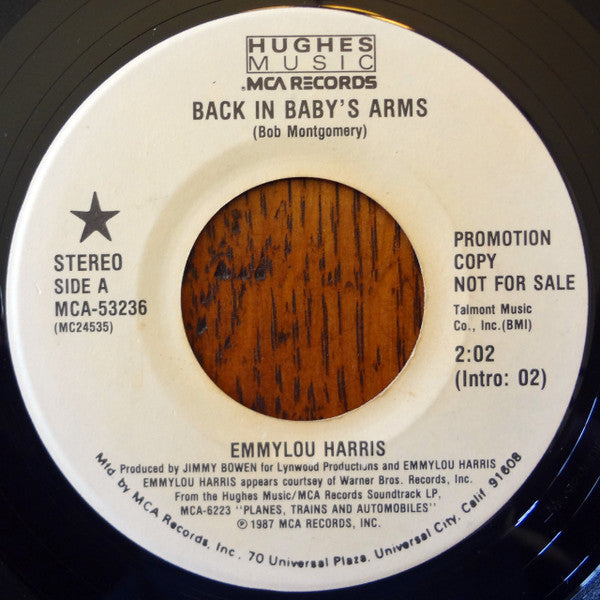 HUGHES
MUSIC
MCA RECORDS
BACK IN BABY'S ARMS
(Bob Montgomery)
STEREO
SIDE A
MCA-53236
(MC24535)
PROMOTION
COPY
NOT FOR SALE
Talmont Music
Co., Inc.(BMI)
2:02
(Intro: 02)
EMMYLOU HARRIS
Produced by JIMMY BOWEN for Lynwood Productions and EMMYLOU HARRIS
EMMYLOU HARRIS appears courtsey of Warner Bros. Records, Inc.
From the Hughes Music/MCA Records Soundtrack LP,
MCA-6223 "PLANES, TRAINS AND AUTOMOBILES"
℗ 1987 MCA RECORDS, INC.
Mfd by MCA Records, Inc. 70 Universal Plaza, Universal City, Calif. 91608